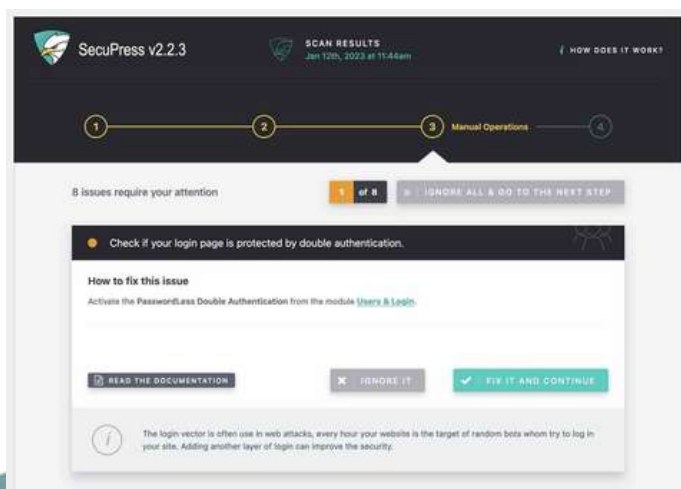 SecuPress v2.2.3
SCAN RESULTS
Jan 12th, 2023 at 11:44am
i HOW DOES IT WORK?
1
2
3 Manual Operations
4
8 issues require your attention
1 of 8
IGNORE ALL & GO TO THE NEXT STEP
Check if your login page is protected by double authentication.
How to fix this issue
Activate the PasswordLess Double Authentication from the module Users & Login.
READ THE DOCUMENTATION
IGNORE IT
FIX IT AND CONTINUE
i
The login vector is often use in web attacks, every hour your website is the target of random bots whom try to log in
your site. Adding another layer of login can improve the security.